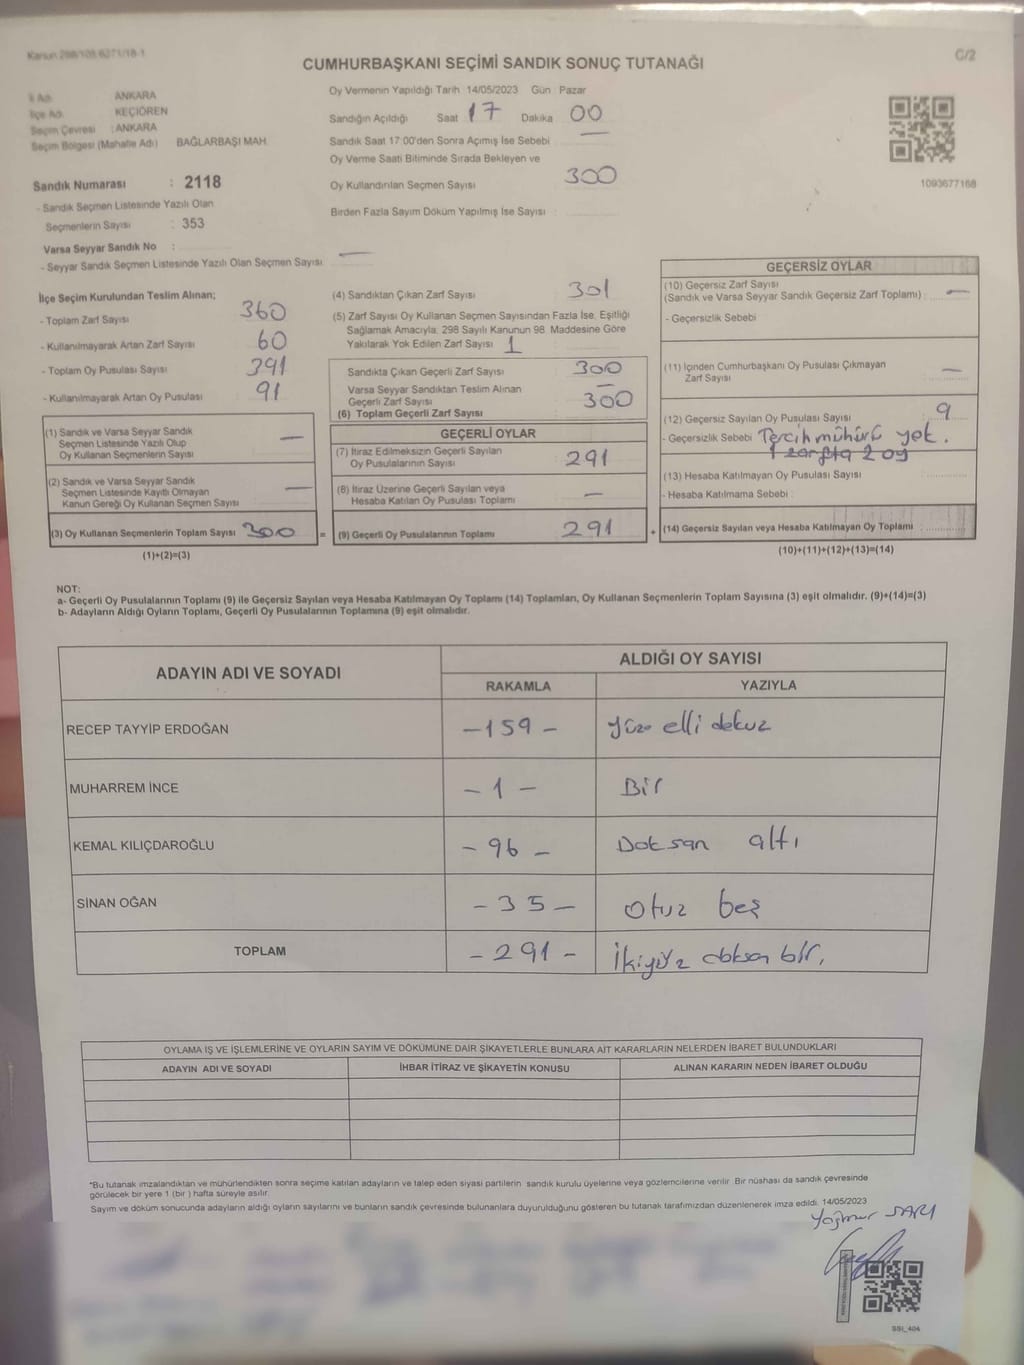 Kanun 298/105 6271/18-1
CUMHURBAŞKANI SEÇİMİ SANDIK SONUÇ TUTANAĞI
C/2
İl Adı : ANKARA
İlçe Adı : KEÇİÖREN
Seçim Çevresi : ANKARA
Seçim Bölgesi (Mahalle Adı) BAĞLARBAŞI MAH.
Sandık Numarası : 2118
- Sandık Seçmen Listesinde Yazılı Olan
Seçmenlerin Sayısı : 353
Varsa Seyyar Sandık No :
- Seyyar Sandık Seçmen Listesinde Yazılı Olan Seçmen Sayısı : —
Oy Vermenin Yapıldığı Tarih 14/05/2023 Gün : Pazar
Sandığın Açıldığı Saat 17 Dakika 00
Sandık Saat 17:00'den Sonra Açımış İse Sebebi —
Oy Verme Saati Bitiminde Sırada Bekleyen ve
Oy Kullandırılan Seçmen Sayısı 300
Birden Fazla Sayım Döküm Yapılmış İse Sayısı
1093677168
İlçe Seçim Kurulundan Teslim Alınan;
- Toplam Zarf Sayısı 360
- Kullanılmayarak Artan Zarf Sayısı 60
- Toplam Oy Pusulası Sayısı 391
- Kullanılmayarak Artan Oy Pusulası 91
(1) Sandık ve Varsa Seyyar Sandık
Seçmen Listesinde Yazılı Olup
Oy Kullanan Seçmenlerin Sayısı —
(2) Sandık ve Varsa Seyyar Sandık
Seçmen Listesinde Kayıtlı Olmayan
Kanun Gereği Oy Kullanan Seçmen Sayısı —
(3) Oy Kullanan Seçmenlerin Toplam Sayısı 300 =
(1)+(2)=(3)
(4) Sandıktan Çıkan Zarf Sayısı 301
(5) Zarf Sayısı Oy Kullanan Seçmen Sayısından Fazla İse, Eşitliği
Sağlamak Amacıyla, 298 Sayılı Kanunun 98. Maddesine Göre
Yakılarak Yok Edilen Zarf Sayısı 1
Sandıkta Çıkan Geçerli Zarf Sayısı 300
Varsa Seyyar Sandıktan Teslim Alınan
Geçerli Zarf Sayısı —
(6) Toplam Geçerli Zarf Sayısı 300
GEÇERLİ OYLAR
(7) İtiraz Edilmeksizin Geçerli Sayılan
Oy Pusulalarının Sayısı 291
(8) İtiraz Üzerine Geçerli Sayılan veya
Hesaba Katılan Oy Pusulası Toplamı —
(9) Geçerli Oy Pusulalarının Toplamı 291 +
GEÇERSİZ OYLAR
(10) Geçersiz Zarf Sayısı
(Sandık ve Varsa Seyyar Sandık Geçersiz Zarf Toplamı) : —
- Geçersizlik Sebebi :
(11) İçinden Cumhurbaşkanı Oy Pusulası Çıkmayan
Zarf Sayısı —
(12) Geçersiz Sayılan Oy Pusulası Sayısı 9
- Geçersizlik Sebebi Tercih mühürü yok.
1 zarfta 2 oy
(13) Hesaba Katılmayan Oy Pusulası Sayısı
- Hesaba Katılmama Sebebi :
(14) Geçersiz Sayılan veya Hesaba Katılmayan Oy Toplamı
(10)+(11)+(12)+(13)=(14)
NOT:
a- Geçerli Oy Pusulalarının Toplamı (9) ile Geçersiz Sayılan veya Hesaba Katılmayan Oy Toplamı (14) Toplamları, Oy Kullanan Seçmenlerin Toplam Sayısına (3) eşit olmalıdır. (9)+(14)=(3)
b- Adayların Aldığı Oyların Toplamı, Geçerli Oy Pusulalarının Toplamına (9) eşit olmalıdır.
ADAYIN ADI VE SOYADI
ALDIĞI OY SAYISI
RAKAMLA YAZIYLA
RECEP TAYYİP ERDOĞAN -159- Yüz elli dokuz
MUHARREM İNCE -1- Bir
KEMAL KILIÇDAROĞLU -96- Doksan altı
SİNAN OĞAN -35- Otuz beş
TOPLAM -291- İkiyüz doksan bir.
OYLAMA İŞ VE İŞLEMLERİNE VE OYLARIN SAYIM VE DÖKÜMÜNE DAİR ŞİKAYETLERLE BUNLARA AİT KARARLARIN NELERDEN İBARET BULUNDUKLARI
ADAYIN ADI VE SOYADI İHBAR İTİRAZ VE ŞİKAYETİN KONUSU ALINAN KARARIN NEDEN İBARET OLDUĞU
*Bu tutanak imzalandıktan ve mühürlendikten sonra seçime katılan adayların ve talep eden siyasi partilerin sandık kurulu üyelerine veya gözlemcilerine verilir. Bir nüshası da sandık çevresinde
görülecek bir yere 1 (bir) hafta süreyle asılır.
Sayım ve döküm sonucunda adayların aldığı oyların sayılarını ve bunların sandık çevresinde bulunanlara duyurulduğunu gösteren bu tutanak tarafımızdan düzenlenerek imza edildi. 14/05/2023
Yağmur SARI
SSI_404